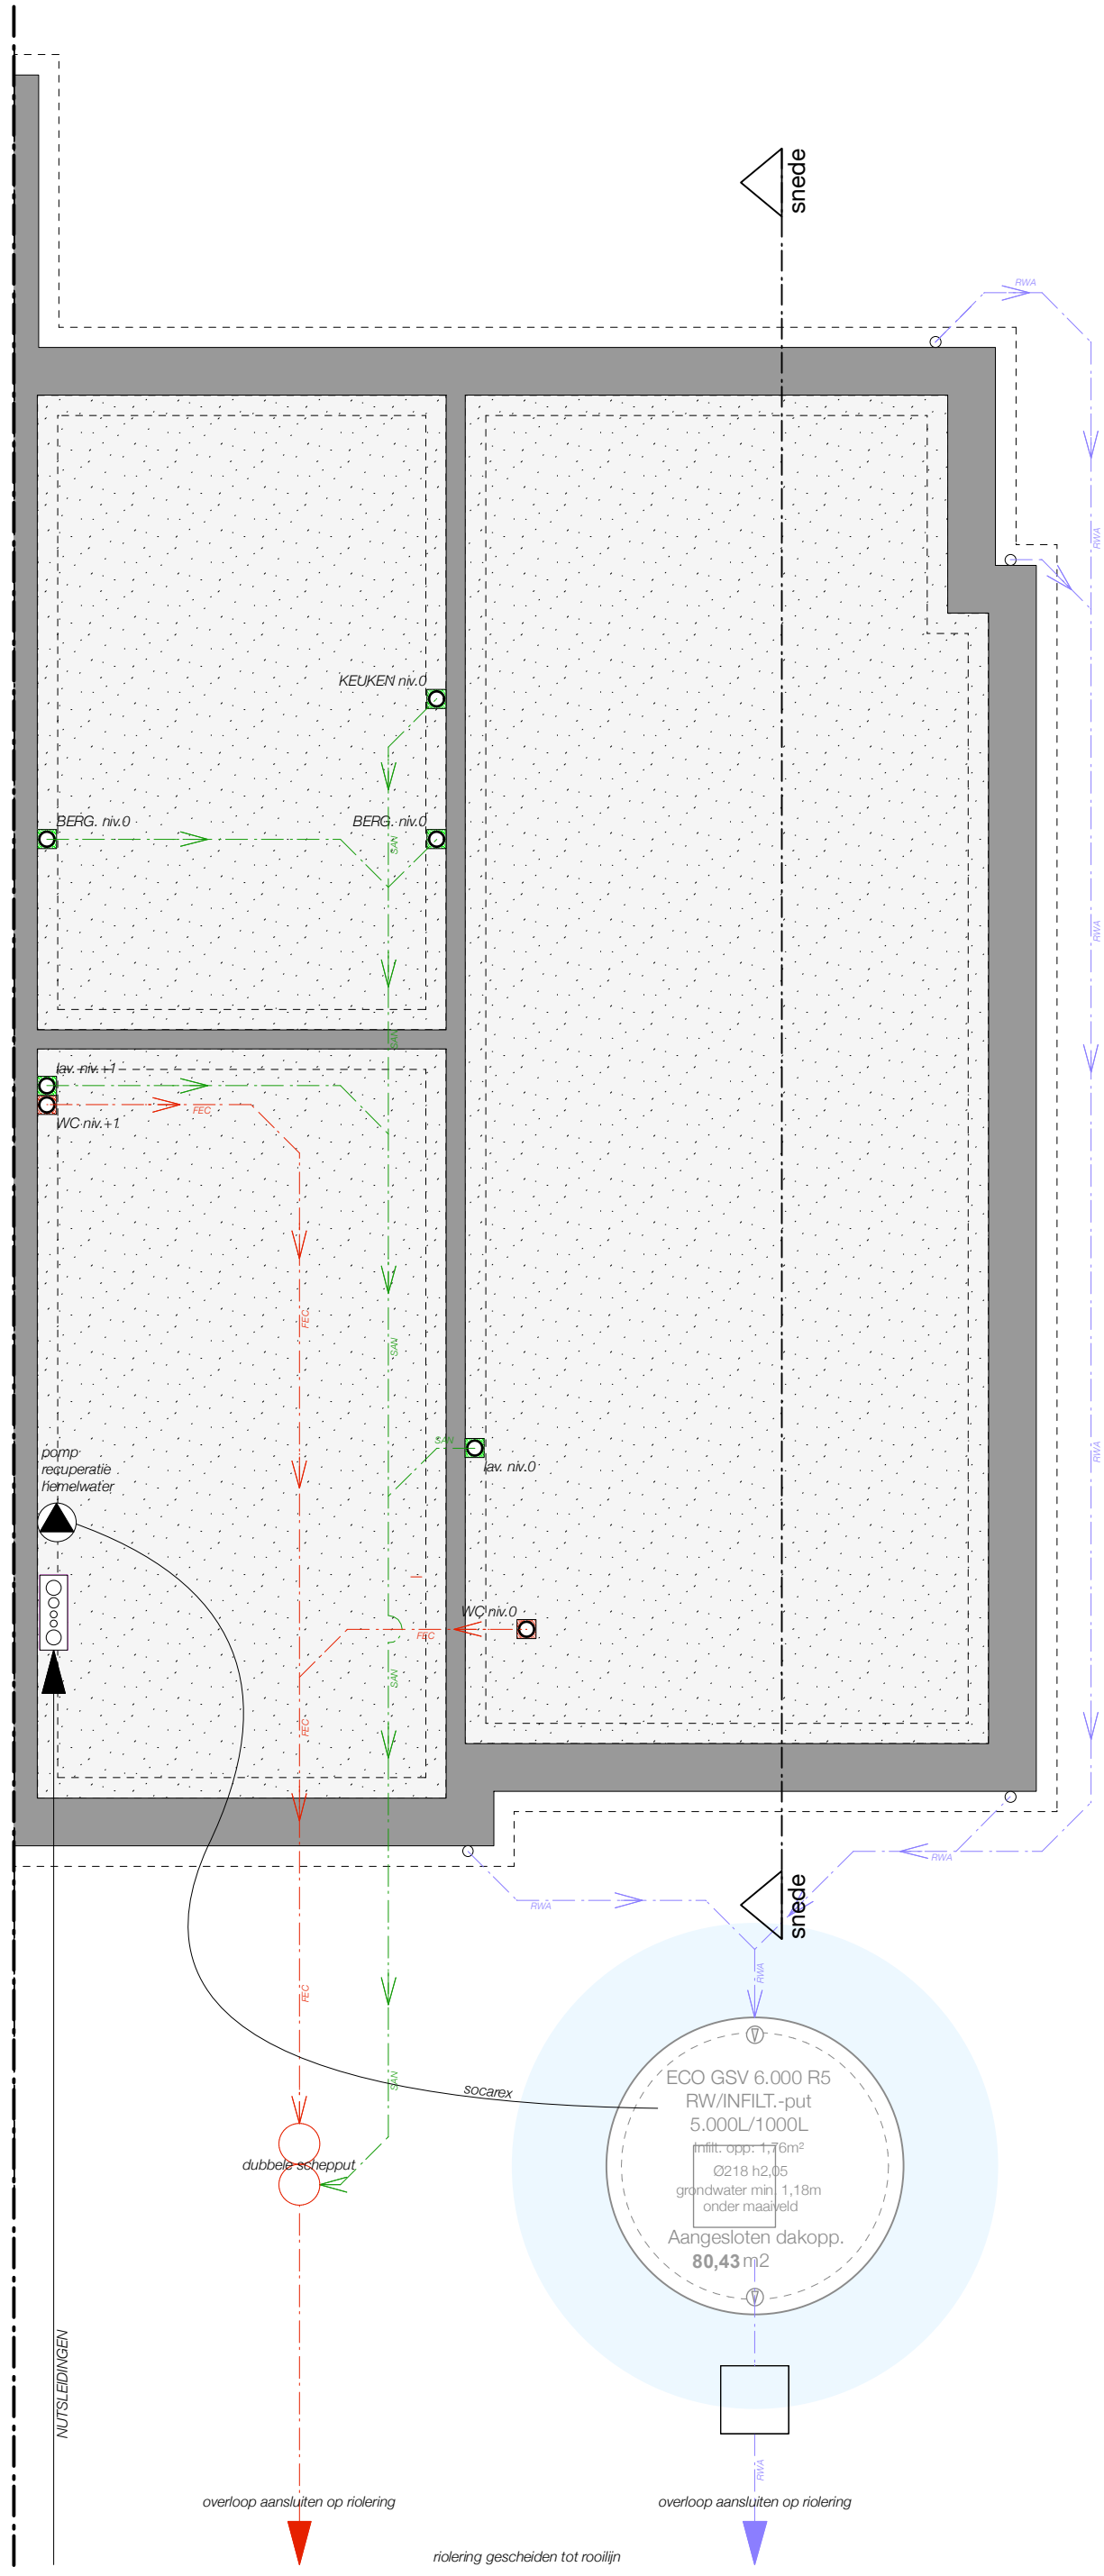 snede
RWA
RWA
KEUKEN niv.0
BERG. niv.0
BERG. niv.0
SAN
RWA
SAN
lav. niv.+1
WC niv.+1
FEC
FEC
SAN
SAN
lav. niv.0
RWA
pomp
recuperatie
hemelwater
WC niv.0
FEC
SAN
FEC
snede
RWA
RWA
RWA
FEC
SAN
socarex
ECO GSV 6.000 R5
RW/INFILT.-put
5.000L/1000L
Infilt. opp: 1,76m²
Ø218 h2,05
grondwater min. 1,18m
onder maaiveld
Aangesloten dakopp.
80,43 m2
dubbele schepput
NUTSLEIDINGEN
RWA
overloop aansluiten op riolering
overloop aansluiten op riolering
riolering gescheiden tot rooilijn